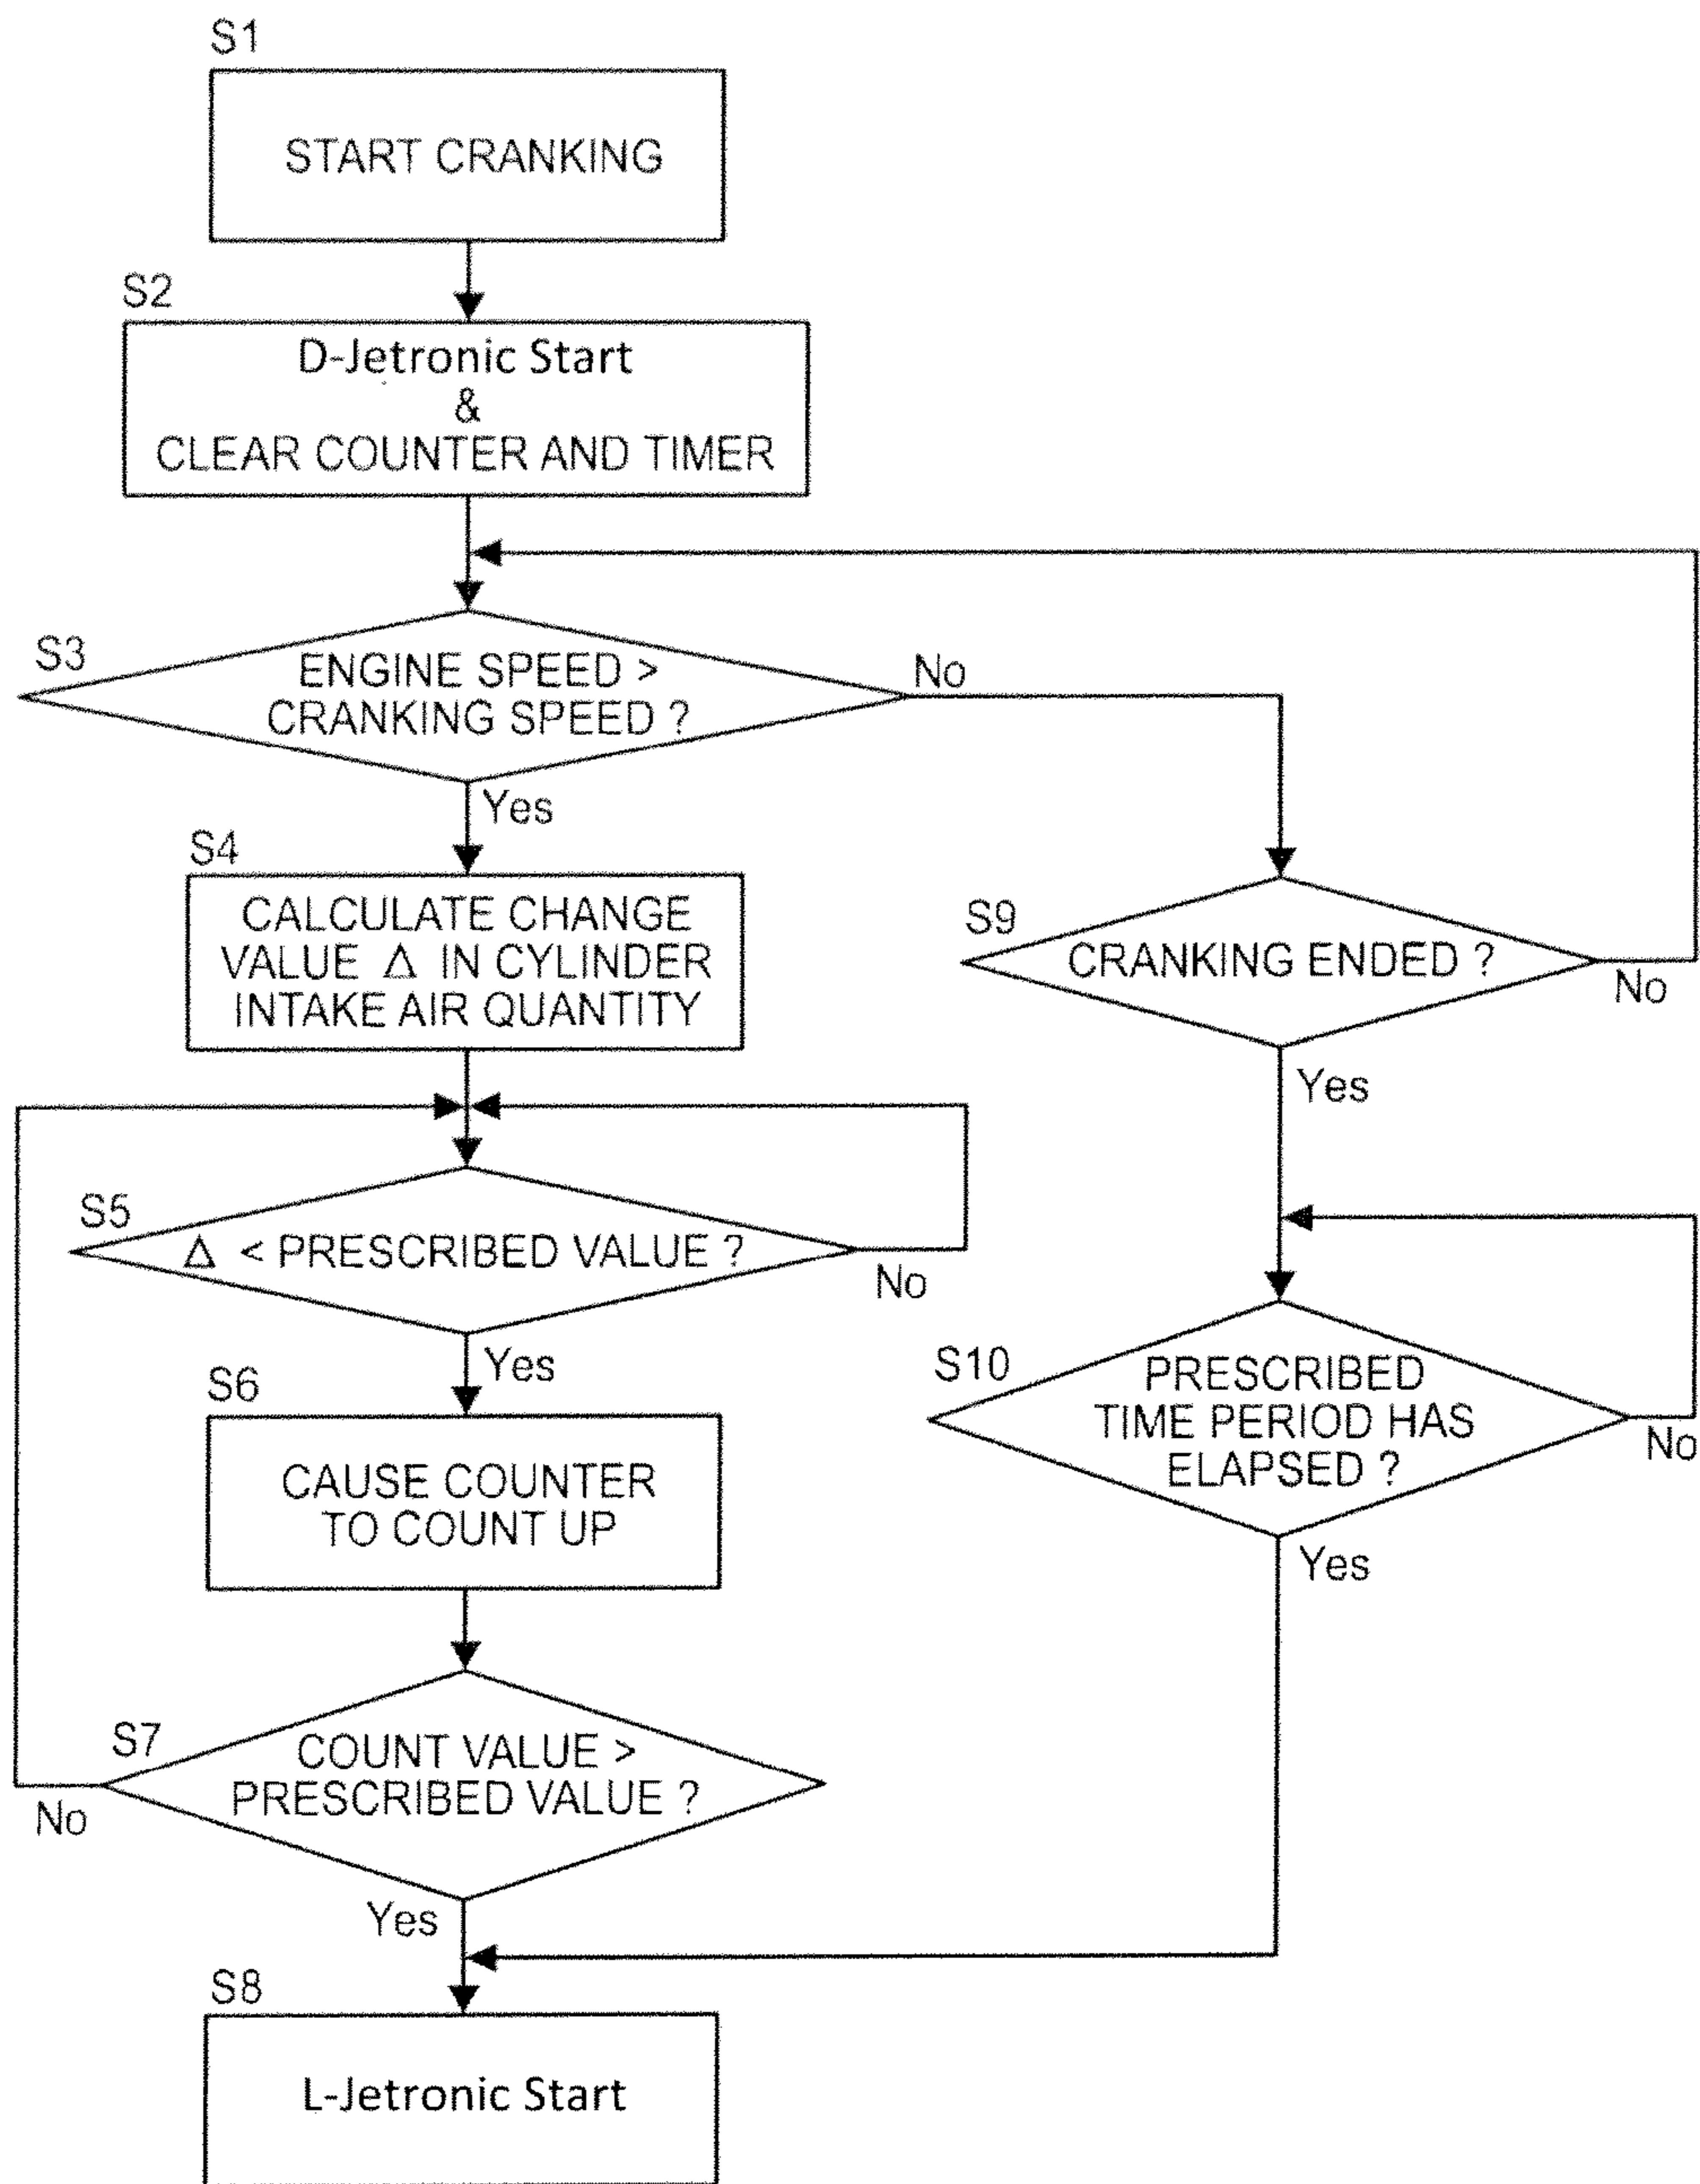 S1
START CRANKING
S2
D-Jetronic Start
&
CLEAR COUNTER AND TIMER
S3
ENGINE SPEED >
CRANKING SPEED ?
No
Yes
S4
CALCULATE CHANGE
VALUE Δ IN CYLINDER
INTAKE AIR QUANTITY
S9
CRANKING ENDED ?
No
Yes
S5
Δ < PRESCRIBED VALUE ?
No
Yes
S6
CAUSE COUNTER
TO COUNT UP
S10
PRESCRIBED
TIME PERIOD HAS
ELAPSED ?
No
Yes
S7
COUNT VALUE >
PRESCRIBED VALUE ?
No
Yes
S8
L-Jetronic Start